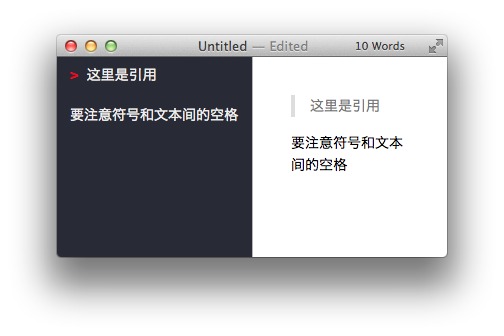 Untitled — Edited 10 Words
> 这里是引用
要注意符号和文本间的空格
这里是引用
要注意符号和文本
间的空格